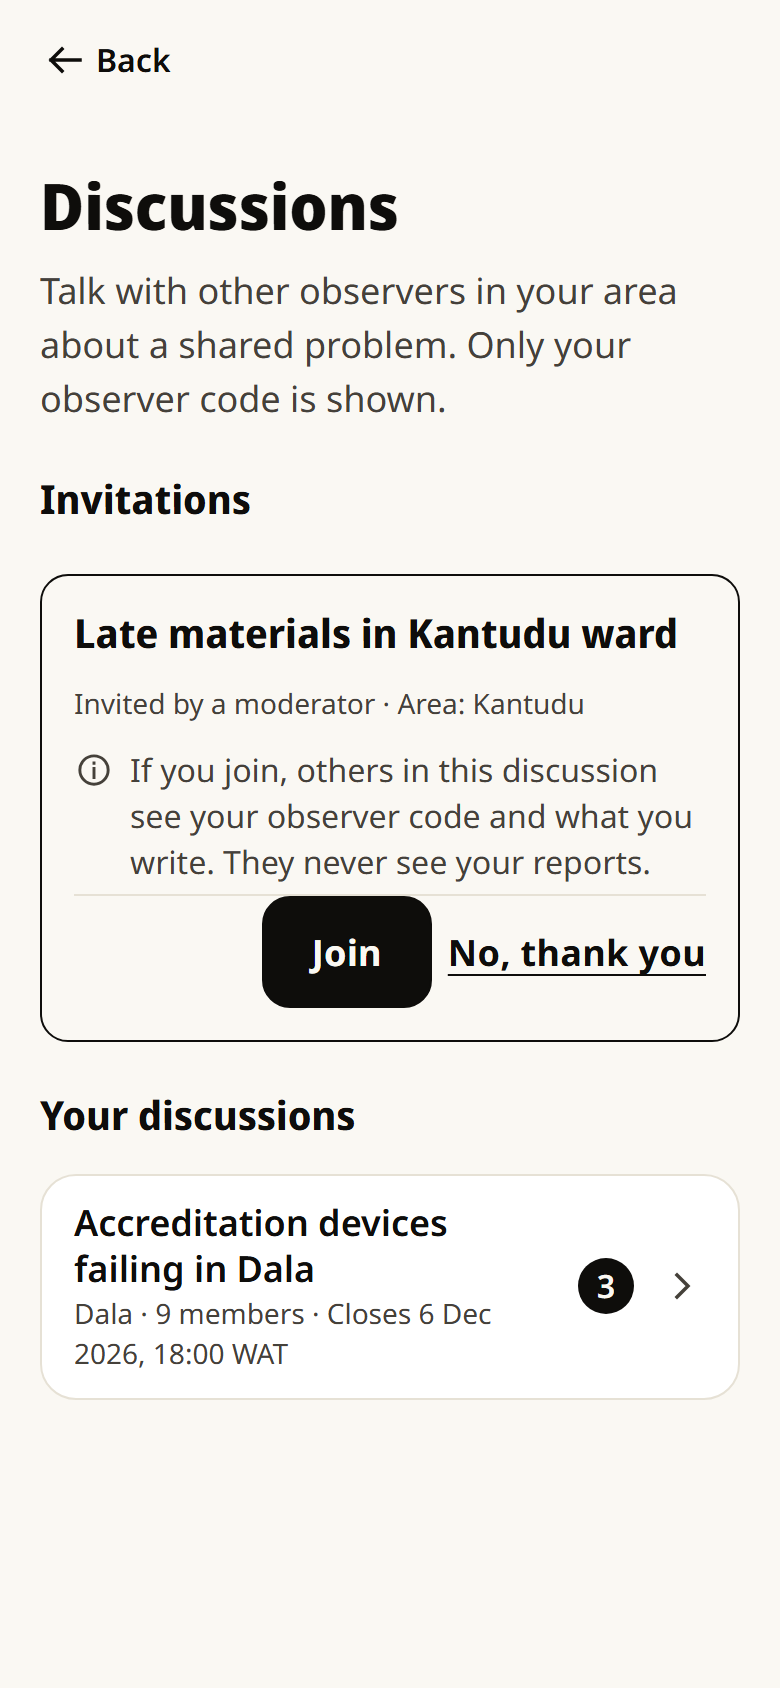 Back
Discussions
Talk with other observers in your area
about a shared problem. Only your
observer code is shown.
Invitations
Late materials in Kantudu ward
Invited by a moderator · Area: Kantudu
If you join, others in this discussion
see your observer code and what you
write. They never see your reports.
Join
No, thank you
Your discussions
Accreditation devices
failing in Dala
Dala · 9 members · Closes 6 Dec
2026, 18:00 WAT
3